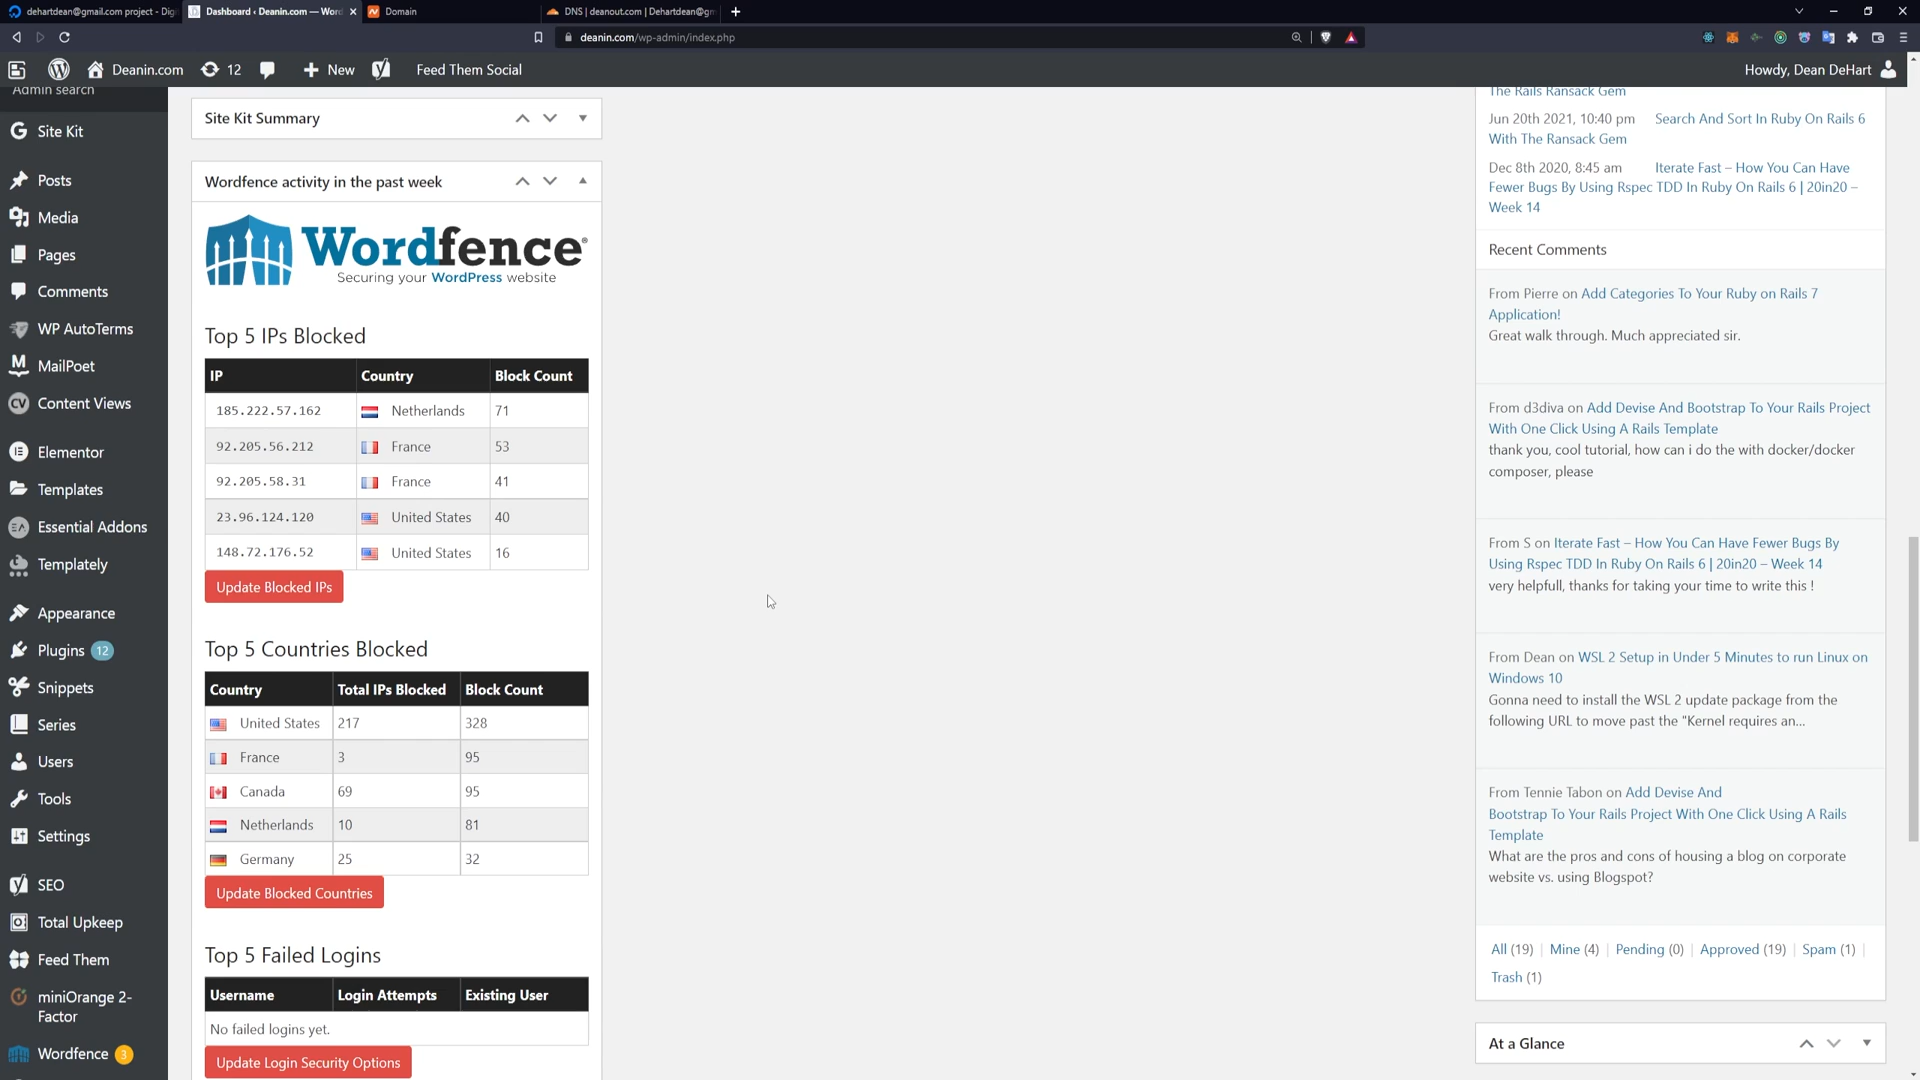 dehartdean@gmail.com project - Digi
Dashboard ‹ Deanin.com — Word
Domain
DNS | deanout.com | Dehartdean@gm
deanin.com/wp-admin/index.php
Deanin.com
12
New
Feed Them Social
Howdy, Dean DeHart
Admin search
Site Kit
Posts
Media
Pages
Comments
WP AutoTerms
MailPoet
Content Views
Elementor
Templates
Essential Addons
Templately
Appearance
Plugins 12
Snippets
Series
Users
Tools
Settings
SEO
Total Upkeep
Feed Them
miniOrange 2-
Factor
Wordfence 3
Site Kit Summary
Wordfence activity in the past week
Wordfence®
Securing your WordPress website
Top 5 IPs Blocked
IP Country Block Count
185.222.57.162 Netherlands 71
92.205.56.212 France 53
92.205.58.31 France 41
23.96.124.120 United States 40
148.72.176.52 United States 16
Update Blocked IPs
Top 5 Countries Blocked
Country Total IPs Blocked Block Count
United States 217 328
France 3 95
Canada 69 95
Netherlands 10 81
Germany 25 32
Update Blocked Countries
Top 5 Failed Logins
Username Login Attempts Existing User
No failed logins yet.
Update Login Security Options
The Rails Ransack Gem
Jun 20th 2021, 10:40 pm Search And Sort In Ruby On Rails 6
With The Ransack Gem
Dec 8th 2020, 8:45 am Iterate Fast – How You Can Have
Fewer Bugs By Using Rspec TDD In Ruby On Rails 6 | 20in20 –
Week 14
Recent Comments
From Pierre on Add Categories To Your Ruby on Rails 7
Application!
Great walk through. Much appreciated sir.
From d3diva on Add Devise And Bootstrap To Your Rails Project
With One Click Using A Rails Template
thank you, cool tutorial, how can i do the with docker/docker
composer, please
From S on Iterate Fast – How You Can Have Fewer Bugs By
Using Rspec TDD In Ruby On Rails 6 | 20in20 – Week 14
very helpfull, thanks for taking your time to write this !
From Dean on WSL 2 Setup in Under 5 Minutes to run Linux on
Windows 10
Gonna need to install the WSL 2 update package from the
following URL to move past the “Kernel requires an...
From Tennie Tabon on Add Devise And
Bootstrap To Your Rails Project With One Click Using A Rails
Template
What are the pros and cons of housing a blog on corporate
website vs. using Blogspot?
All (19) | Mine (4) | Pending (0) | Approved (19) | Spam (1) |
Trash (1)
At a Glance